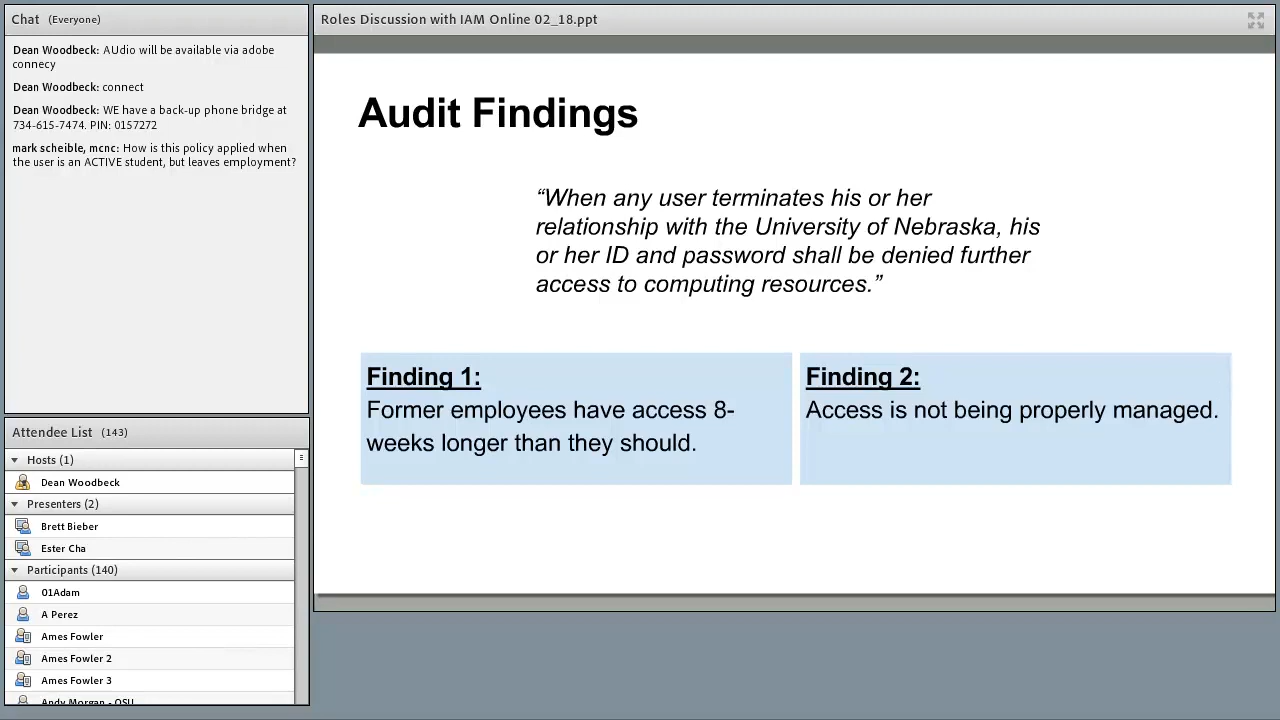 Chat (Everyone)
Dean Woodbeck: AUdio will be available via adobe
connecy
Dean Woodbeck: connect
Dean Woodbeck: WE have a back-up phone bridge at
734-615-7474. PIN: 0157272
mark scheible, mcnc: How is this policy applied when
the user is an ACTIVE student, but leaves employment?
Attendee List (143)
Hosts (1)
Dean Woodbeck
Presenters (2)
Brett Bieber
Ester Cha
Participants (140)
01Adam
A Perez
Ames Fowler
Ames Fowler 2
Ames Fowler 3
Andy Morgan - OSU
Roles Discussion with IAM Online 02_18.ppt
Audit Findings
“When any user terminates his or her
relationship with the University of Nebraska, his
or her ID and password shall be denied further
access to computing resources.”
Finding 1:
Former employees have access 8-
weeks longer than they should.
Finding 2:
Access is not being properly managed.